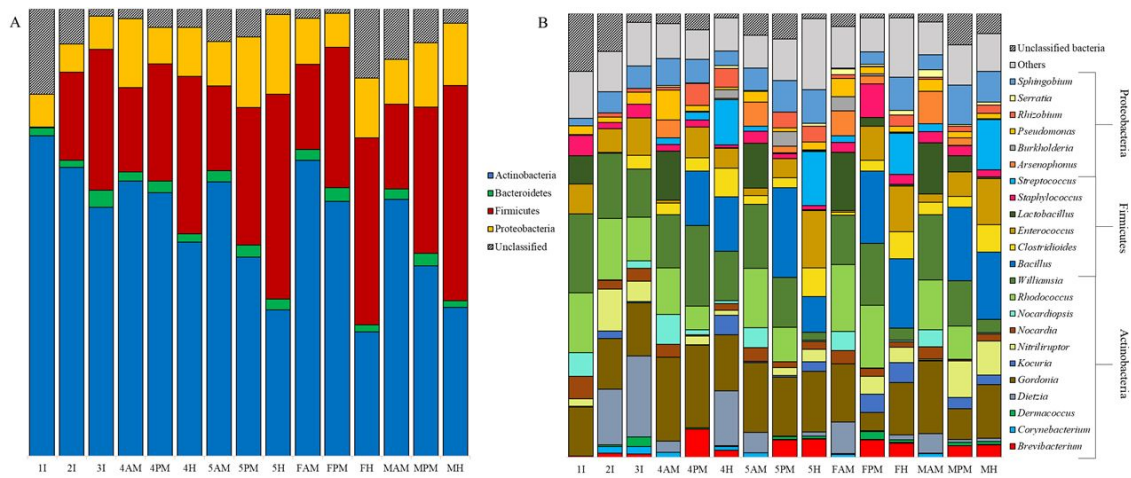 A
Actinobacteria
Bacteroidetes
Firmicutes
Proteobacteria
Unclassified
1I 2I 3I 4AM 4PM 4H 5AM 5PM 5H FAM FPM FH MAM MPM MH
B
Unclassified bacteria
Others
Sphingobium
Serratia
Rhizobium
Pseudomonas
Burkholderia
Arsenophonus
Streptococcus
Staphylococcus
Lactobacillus
Enterococcus
Clostridioides
Bacillus
Williamsia
Rhodococcus
Nocardiopsis
Nocardia
Nitriliruptor
Kocuria
Gordonia
Dietzia
Dermacoccus
Corynebacterium
Brevibacterium
Proteobacteria
Firmicutes
Actinobacteria
1I 2I 3I 4AM 4PM 4H 5AM 5PM 5H FAM FPM FH MAM MPM MH